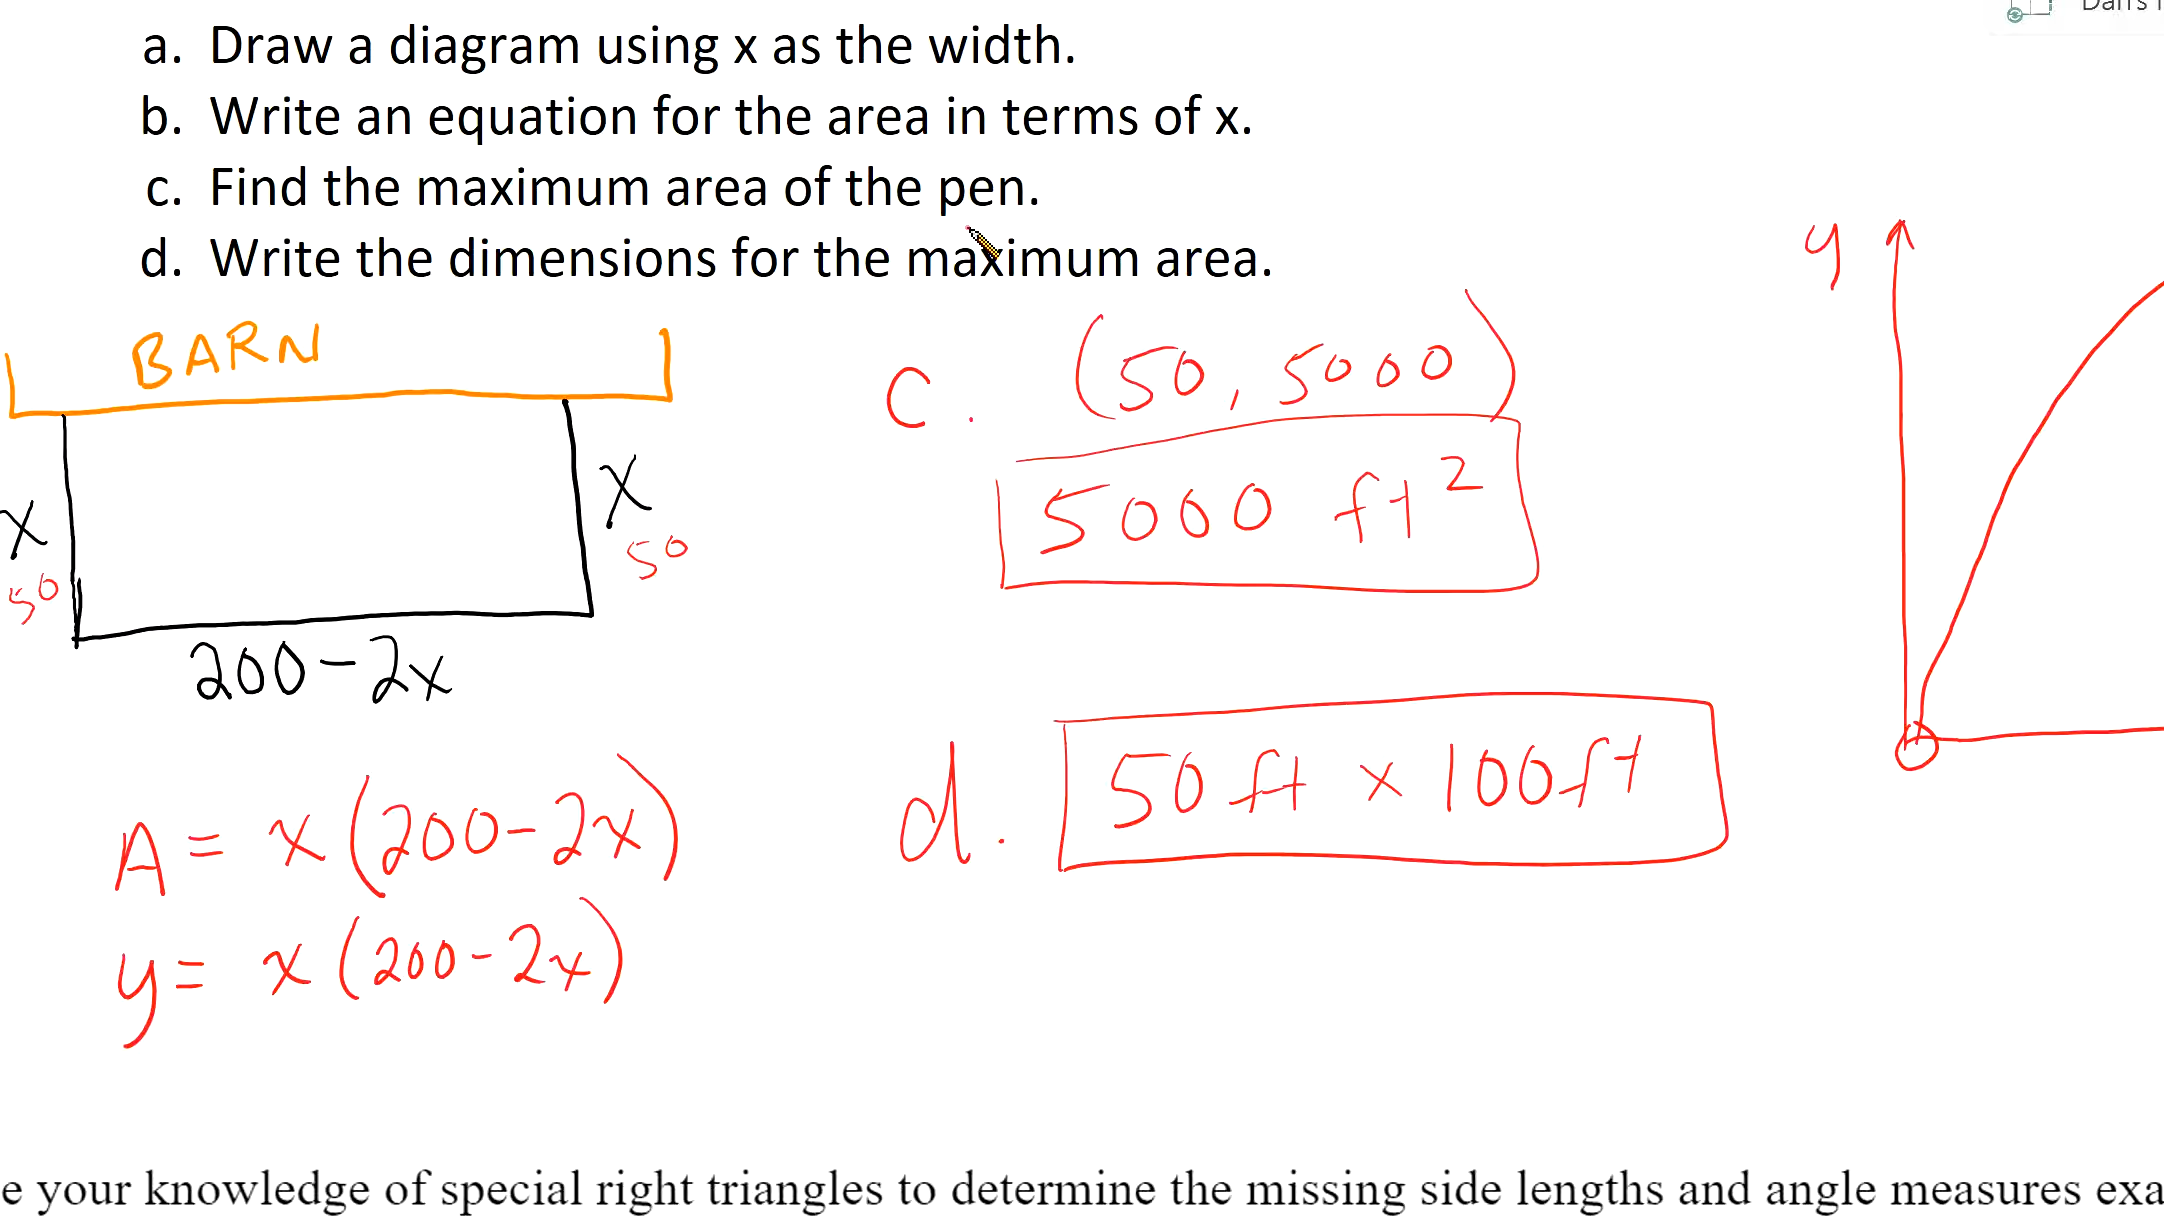 a. Draw a diagram using x as the width.
b. Write an equation for the area in terms of x.
c. Find the maximum area of the pen.
d. Write the dimensions for the maximum area.
BARN
x
50
x
50
200-2x
A = x(200-2x)
y = x(200-2x)
c. (50, 5000)
5000 ft²
d. 50 ft x 100 ft
y
e your knowledge of special right triangles to determine the missing side lengths and angle measures exa